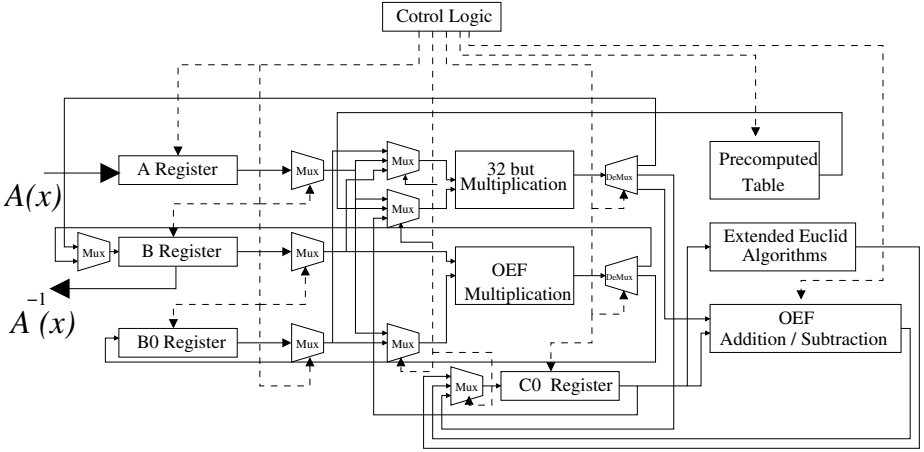 Cotrol Logic
A Register
Mux
Mux
32 but
Multiplication
DeMux
Precomputed
Table
A(x)
Mux
Mux
B Register
Mux
OEF
Multiplication
DeMux
Extended Euclid
Algorithms
-1
A (x)
B0 Register
Mux
Mux
OEF
Addition / Subtraction
Mux
C0 Register